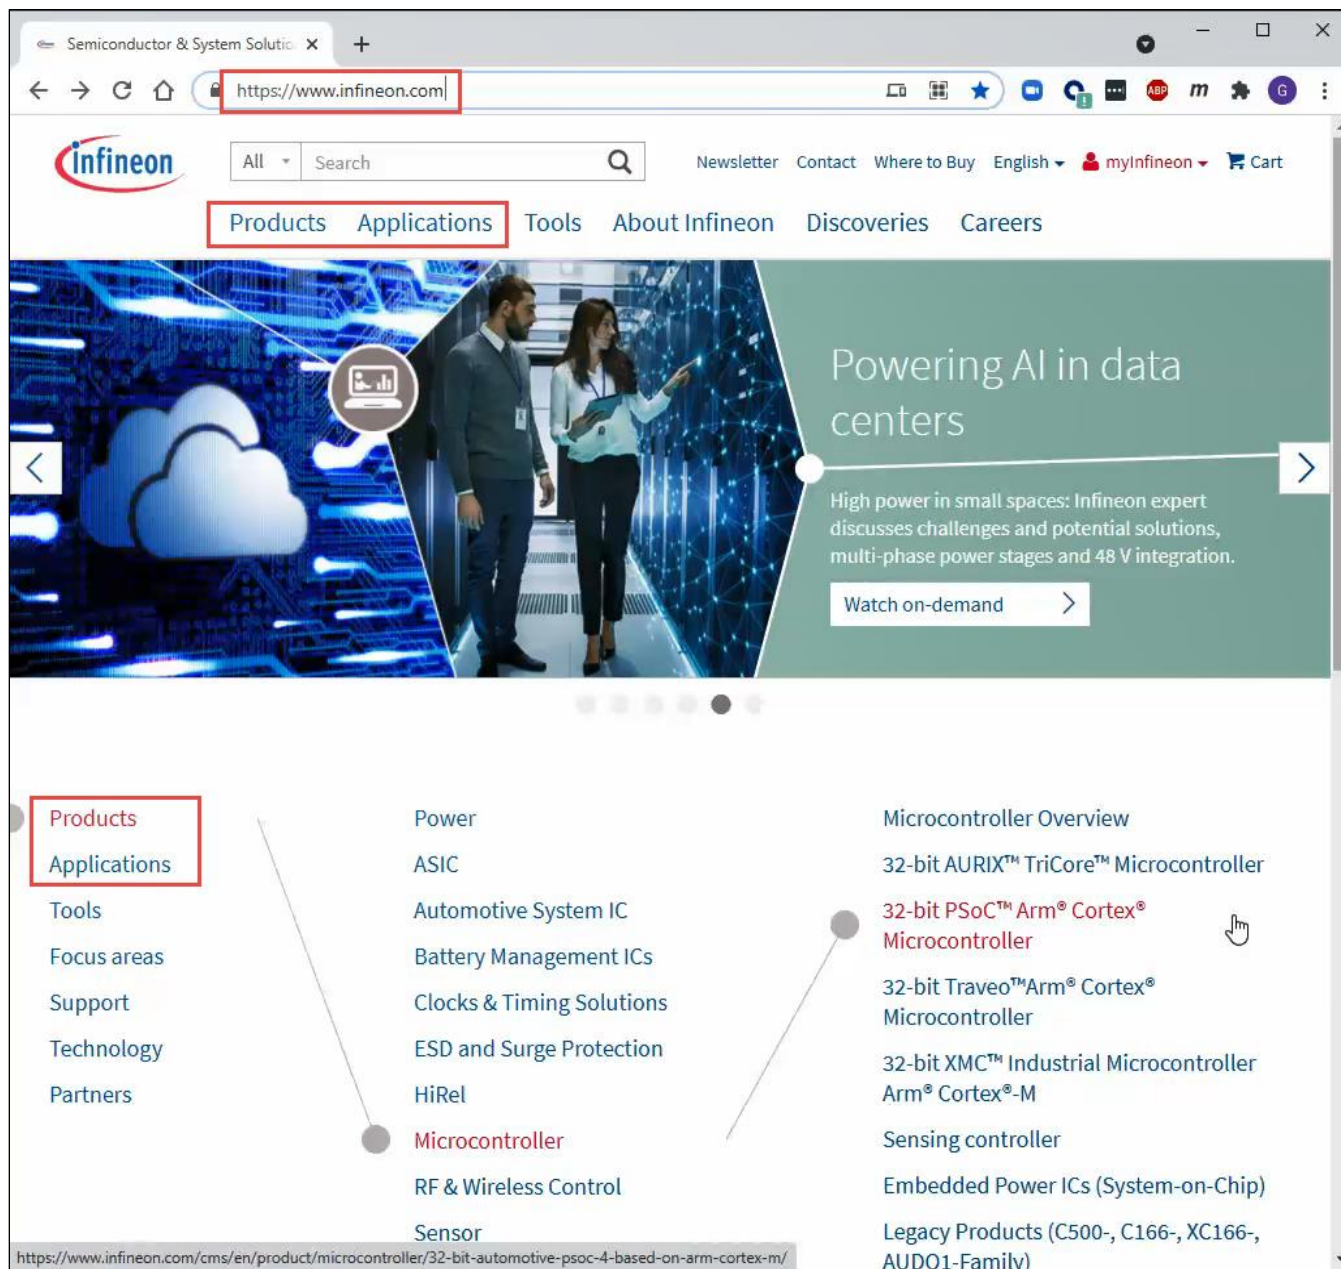 Semiconductor & System Solutic
https://www.infineon.com
ABP
m
G
infineon
All
Search
Newsletter Contact Where to Buy English myInfineon Cart
Products Applications Tools About Infineon Discoveries Careers
Powering AI in data
centers
High power in small spaces: Infineon expert
discusses challenges and potential solutions,
multi-phase power stages and 48 V integration.
Watch on-demand
Products
Applications
Tools
Focus areas
Support
Technology
Partners
Power
ASIC
Automotive System IC
Battery Management ICs
Clocks & Timing Solutions
ESD and Surge Protection
HiRel
Microcontroller
RF & Wireless Control
Sensor
Microcontroller Overview
32-bit AURIX™ TriCore™ Microcontroller
32-bit PSoC™ Arm® Cortex®
Microcontroller
32-bit Traveo™Arm® Cortex®
Microcontroller
32-bit XMC™ Industrial Microcontroller
Arm® Cortex®-M
Sensing controller
Embedded Power ICs (System-on-Chip)
Legacy Products (C500-, C166-, XC166-,
AUDO1-Family)
https://www.infineon.com/cms/en/product/microcontroller/32-bit-automotive-psoc-4-based-on-arm-cortex-m/